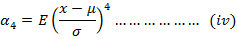 α₄ = E((x − μ)/σ)⁴ … … … … … … … (iv)